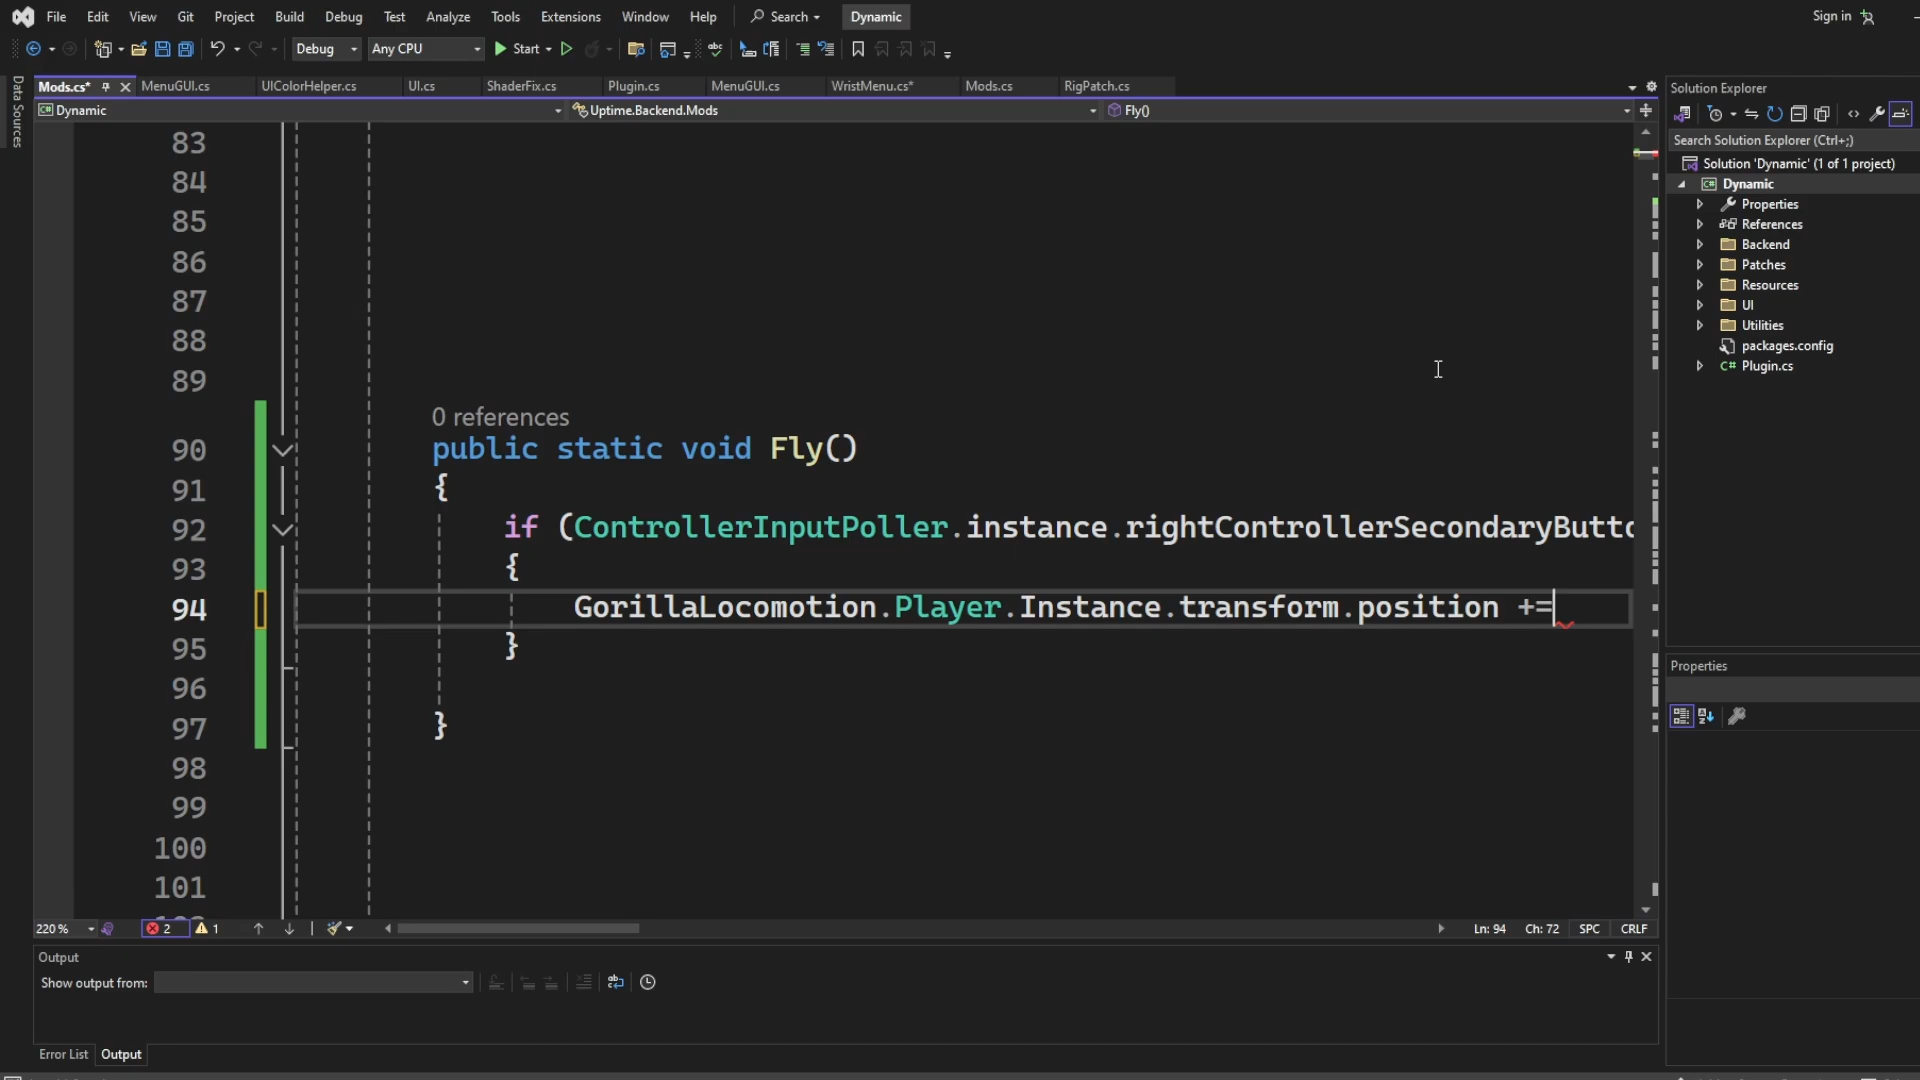 File Edit View Git Project Build Debug Test Analyze Tools Extensions Window Help Search Dynamic Sign in
Debug Any CPU Start
Data Sources
Mods.cs* MenuGUI.cs UIColorHelper.cs UI.cs ShaderFix.cs Plugin.cs MenuGUI.cs WristMenu.cs* Mods.cs RigPatch.cs
Dynamic Uptime.Backend.Mods Fly()
83
84
85
86
87
88
89
0 references
90 public static void Fly()
91 {
92 if (ControllerInputPoller.instance.rightControllerSecondaryButto
93 {
94 GorillaLocomotion.Player.Instance.transform.position +=
95 }
96
97 }
98
99
100
101
220 % 2 1 Ln: 94 Ch: 72 SPC CRLF
Output
Show output from:
Error List Output
Solution Explorer
Search Solution Explorer (Ctrl+;)
Solution 'Dynamic' (1 of 1 project)
Dynamic
Properties
References
Backend
Patches
Resources
UI
Utilities
packages.config
C# Plugin.cs
Properties